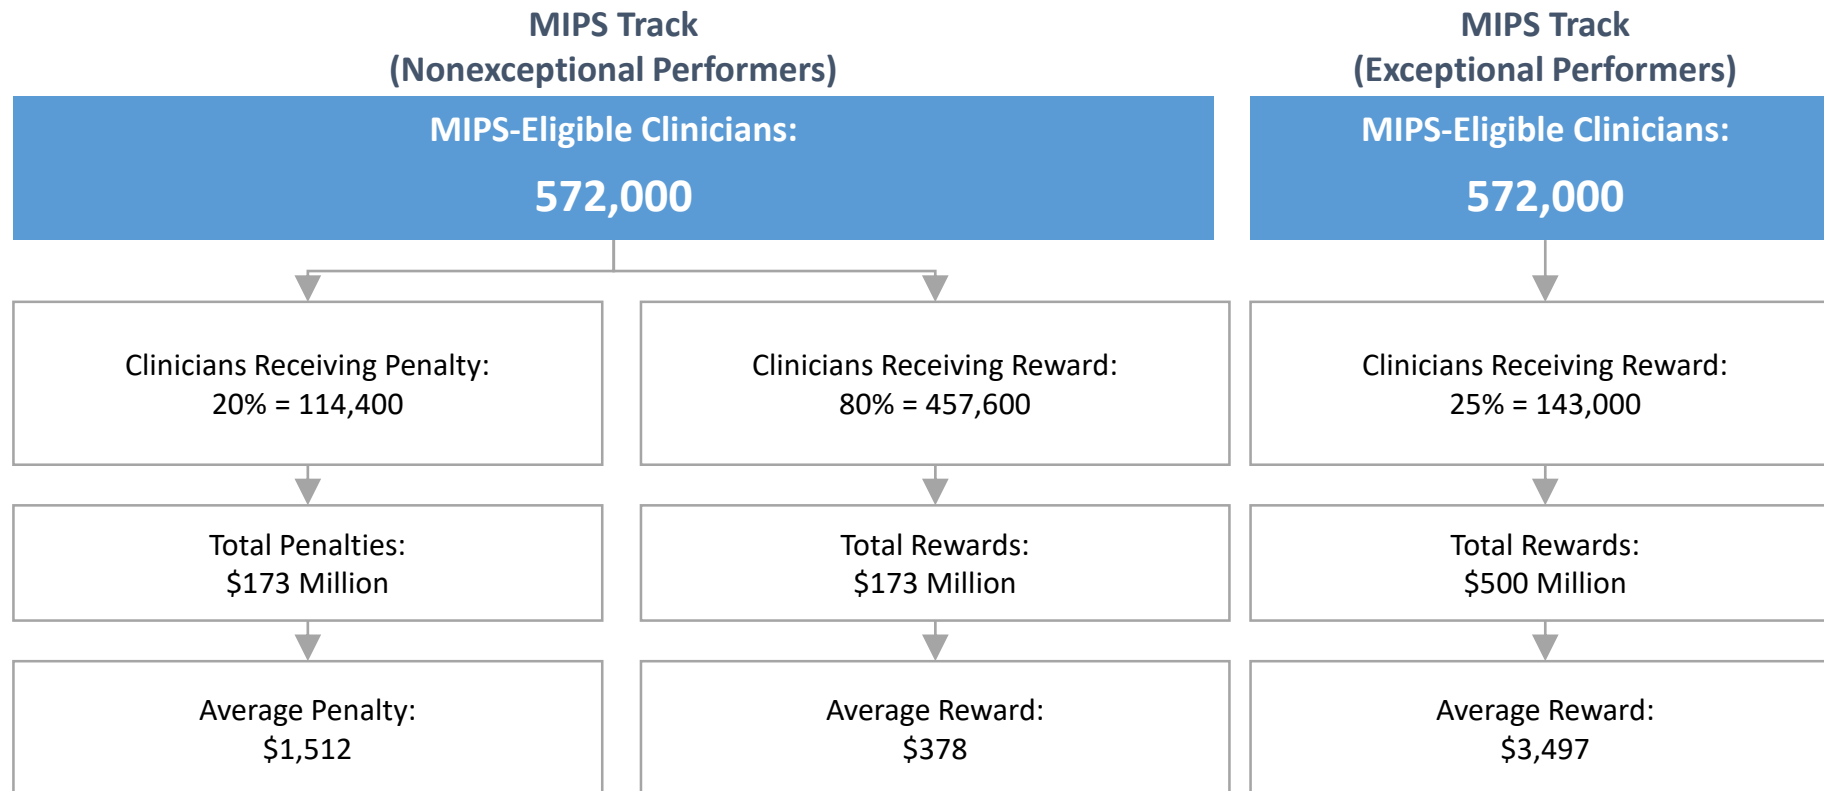 MIPS Track
(Nonexceptional Performers)
MIPS-Eligible Clinicians:
572,000
Clinicians Receiving Penalty:
20% = 114,400
Total Penalties:
$173 Million
Average Penalty:
$1,512
Clinicians Receiving Reward:
80% = 457,600
Total Rewards:
$173 Million
Average Reward:
$378
MIPS Track
(Exceptional Performers)
MIPS-Eligible Clinicians:
572,000
Clinicians Receiving Reward:
25% = 143,000
Total Rewards:
$500 Million
Average Reward:
$3,497